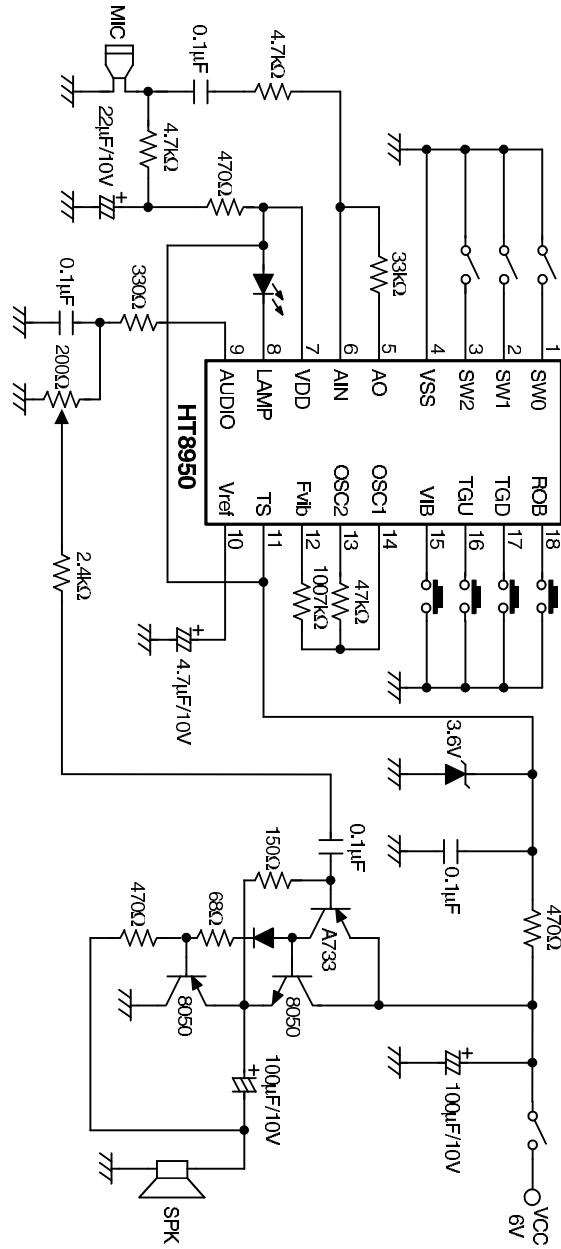 MIC
0.1µF
4.7kΩ
22µF/10V
4.7kΩ
470Ω
33kΩ
0.1µF
330Ω
200Ω
9 8 7 6 5 4 3 2 1
AUDIO
LAMP
VDD
AIN
AO
VSS
SW2
SW1
SW0
HT8950
Vref
TS
Fvib
OSC2
OSC1
VIB
TGU
TGD
ROB
10 11 12 13 14 15 16 17 18
2.4kΩ
1007kΩ
47kΩ
4.7µF/10V
3.6V
0.1µF
0.1µF
150Ω
470Ω
470Ω
68Ω
A733
8050
8050
100µF/10V
100µF/10V
SPK
VCC
6V